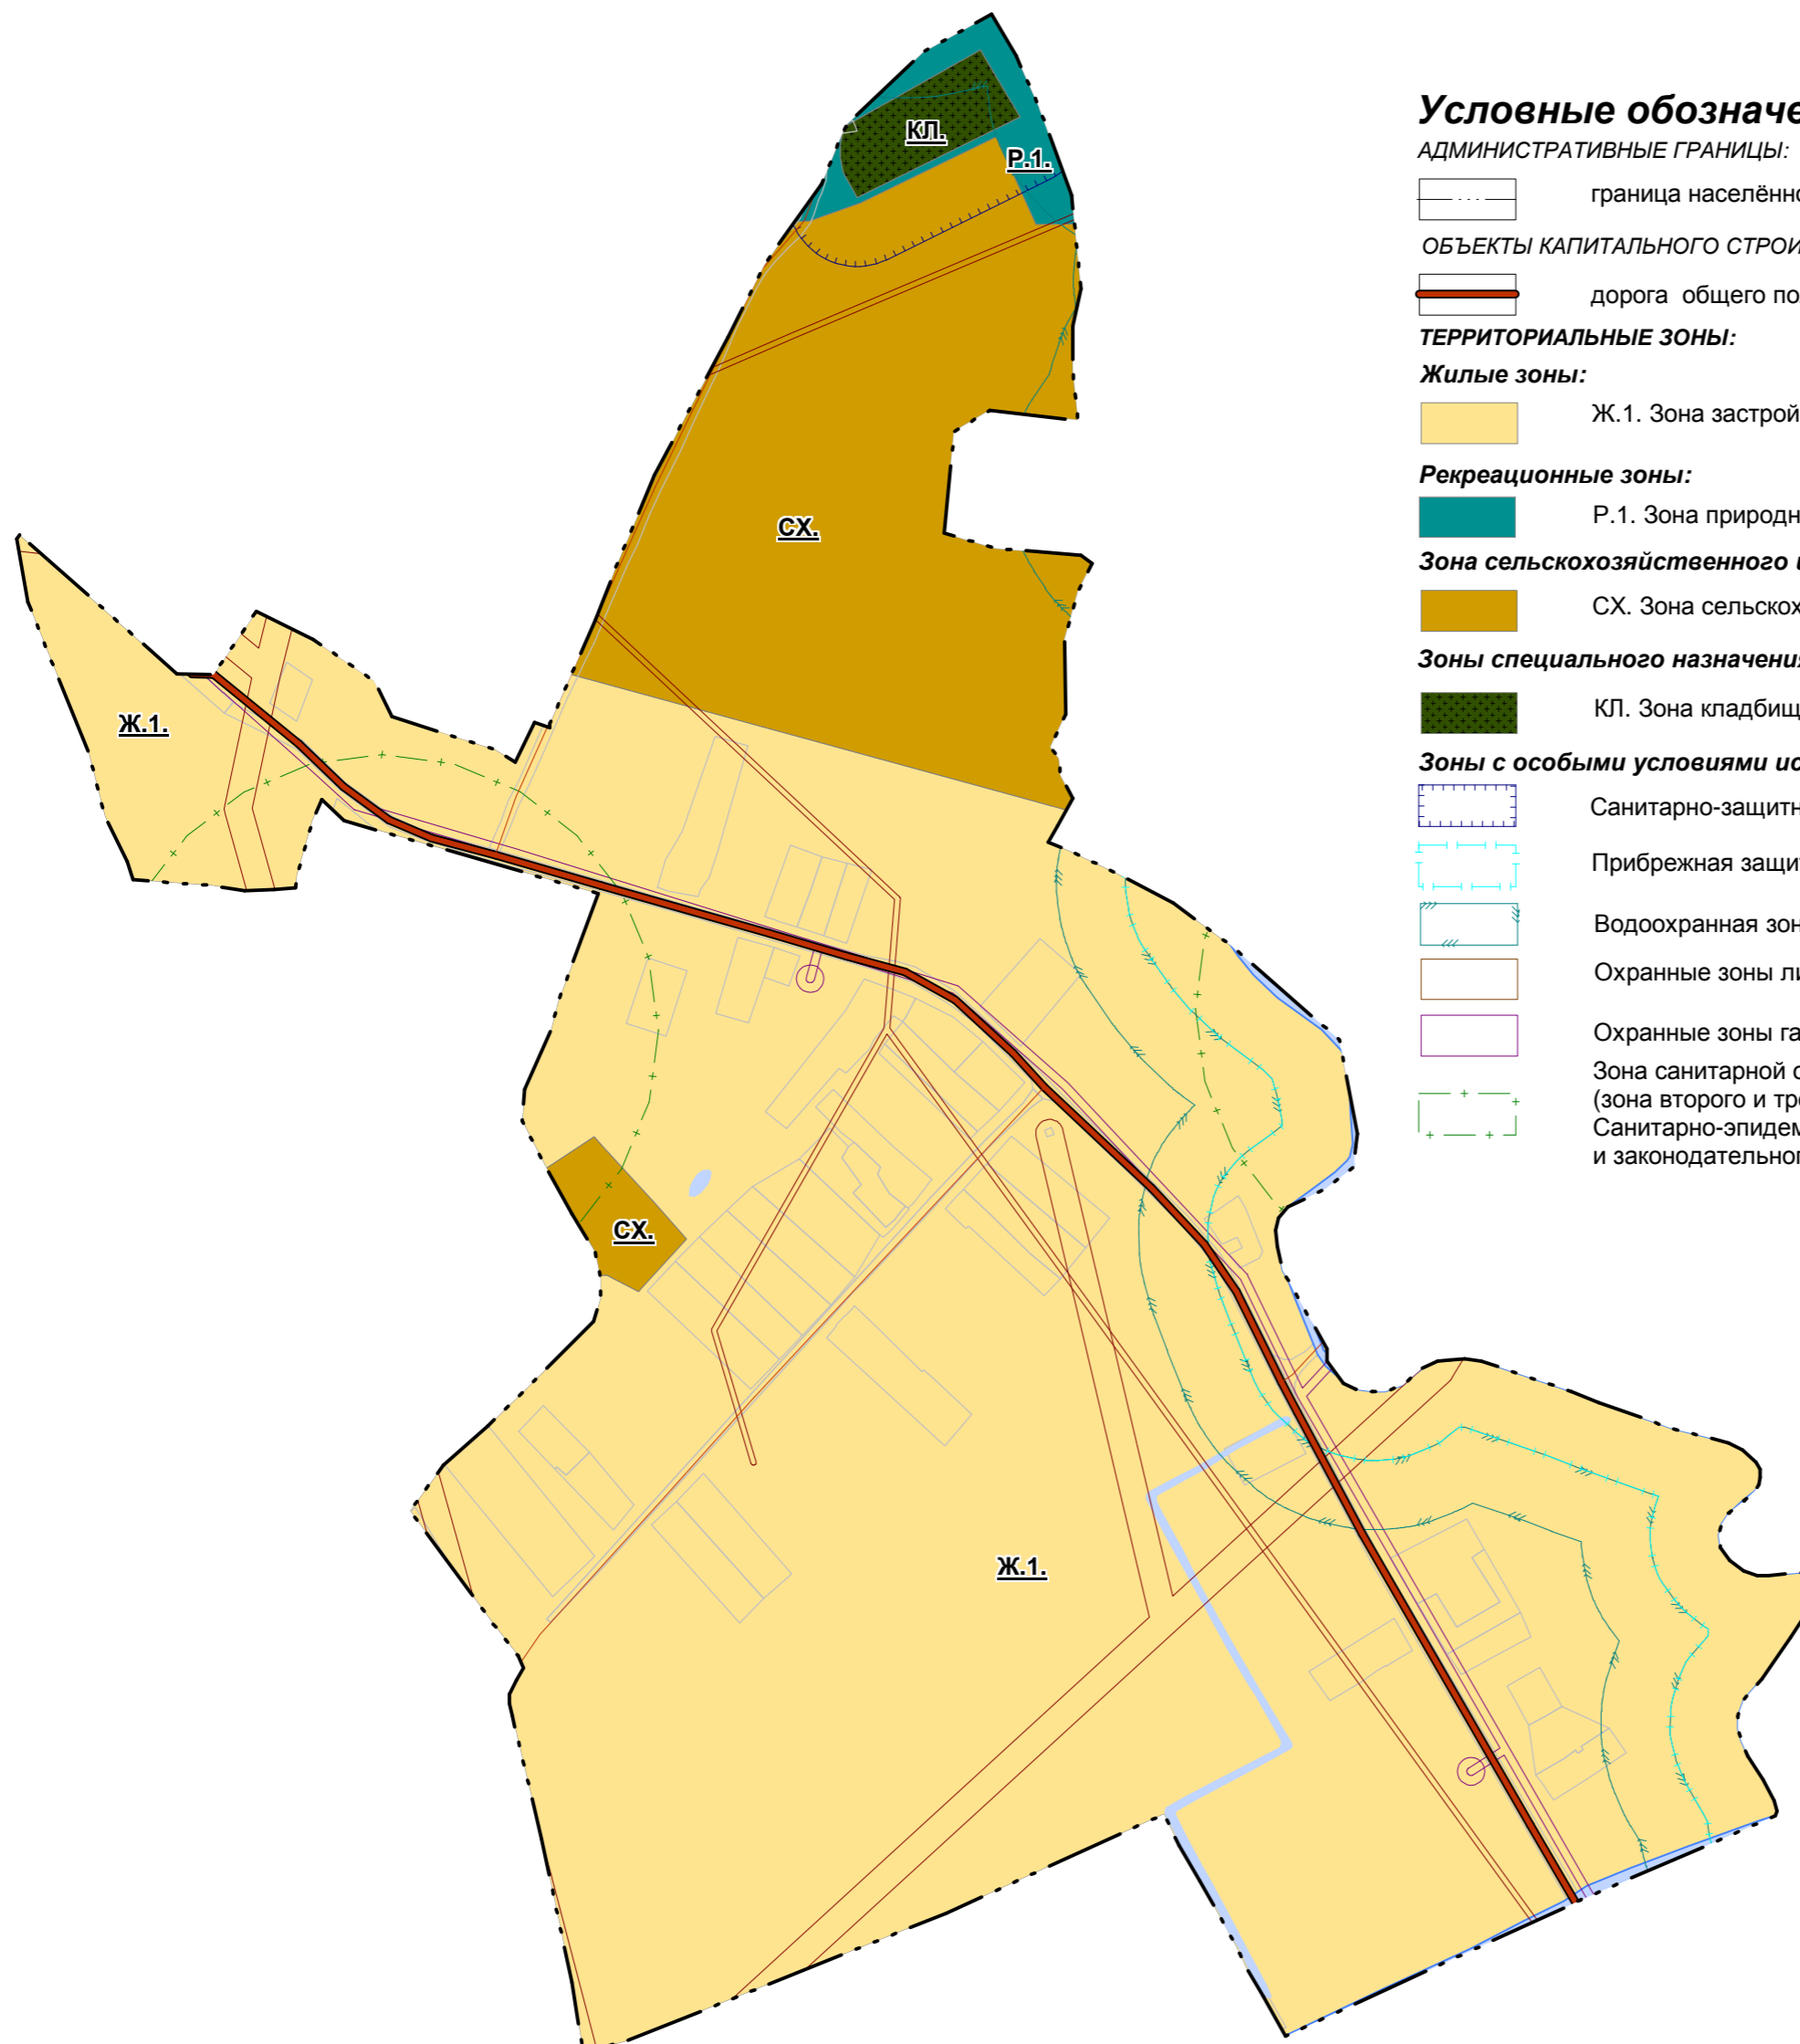 КЛ.
Р.1.
СХ.
Ж.1.
СХ.
Ж.1.
Условные обозначе
АДМИНИСТРАТИВНЫЕ ГРАНИЦЫ:
граница населённо
ОБЪЕКТЫ КАПИТАЛЬНОГО СТРОИ
дорога общего по
ТЕРРИТОРИАЛЬНЫЕ ЗОНЫ:
Жилые зоны:
Ж.1. Зона застрой
Рекреационные зоны:
Р.1. Зона природн
Зона сельскохозяйственного и
СХ. Зона сельскох
Зоны специального назначения
КЛ. Зона кладбищ
Зоны с особыми условиями ис
Санитарно-защитн
Прибрежная защит
Водоохранная зон
Охранные зоны ли
Охранные зоны га
Зона санитарной о
(зона второго и тре
Санитарно-эпидем
и законодательног